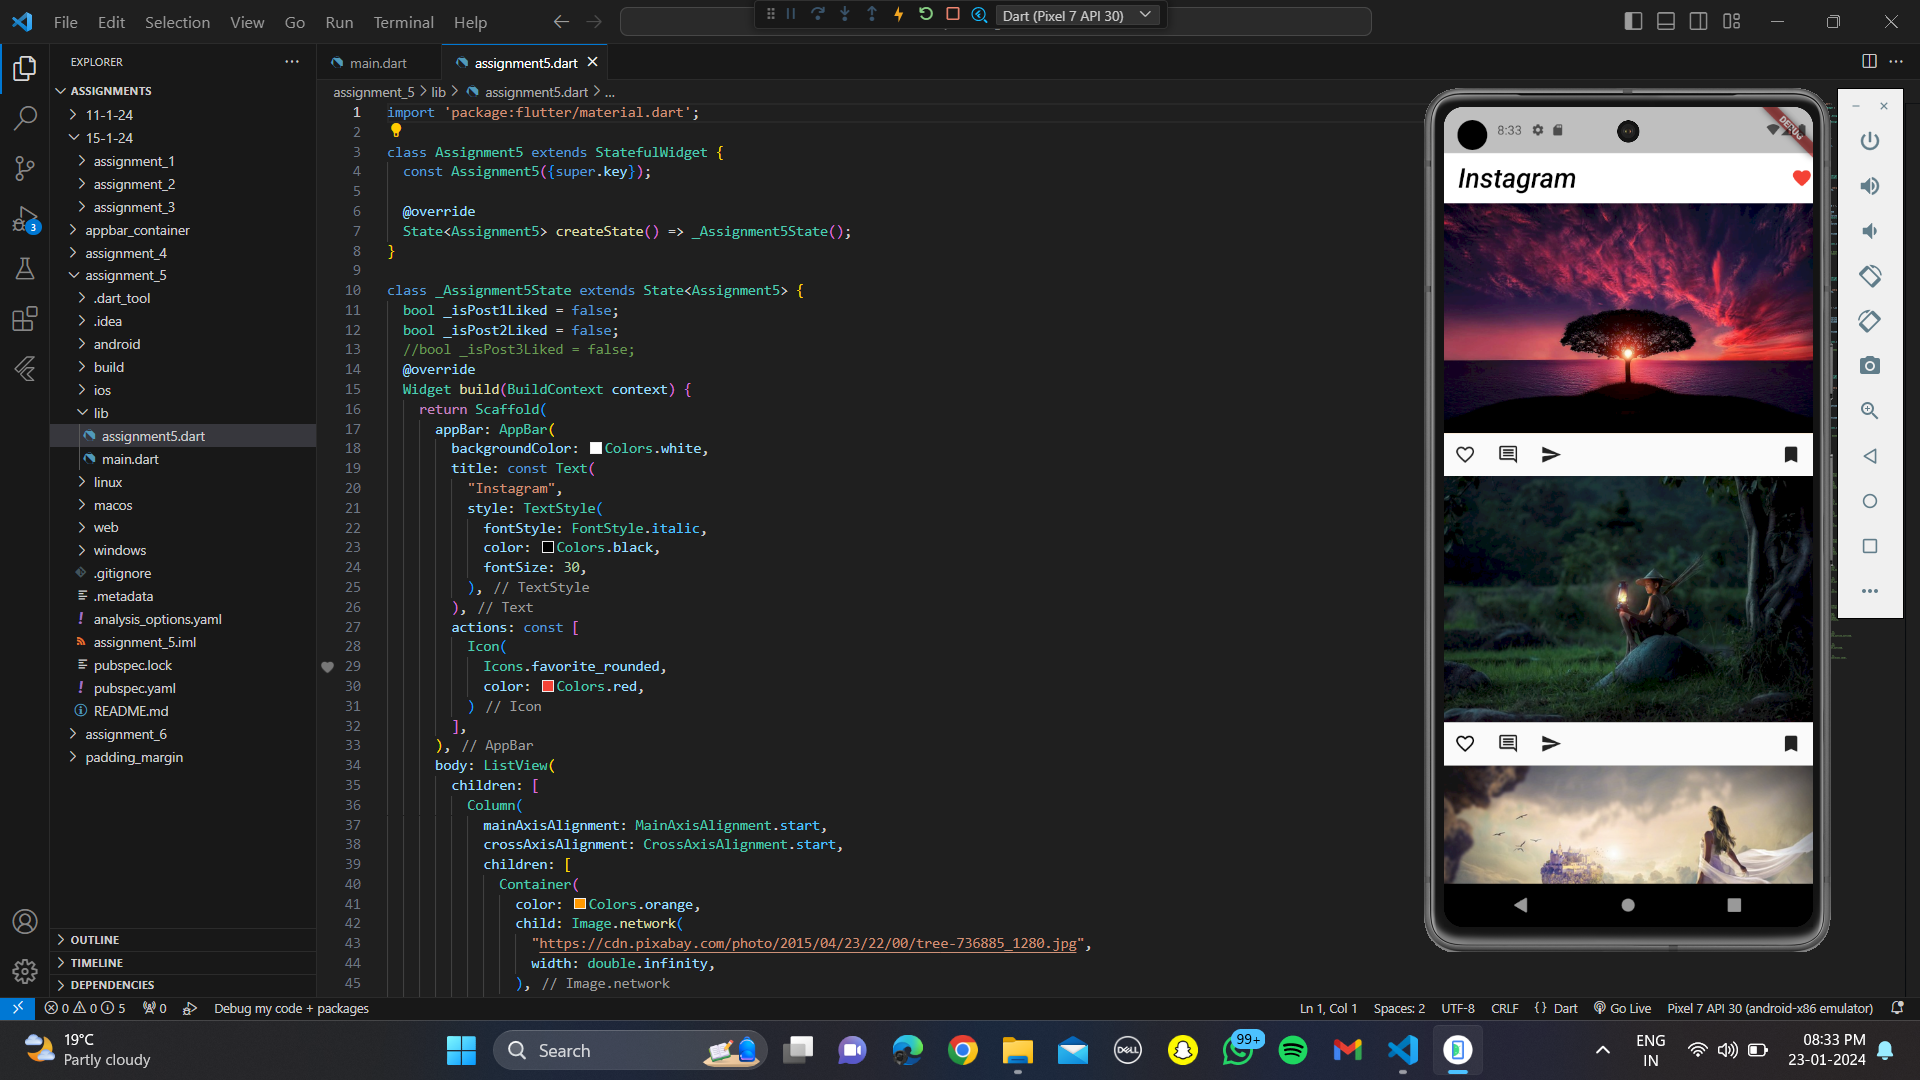 File Edit Selection View Go Run Terminal Help
Dart (Pixel 7 API 30)
EXPLORER
ASSIGNMENTS
11-1-24
15-1-24
assignment_1
assignment_2
assignment_3
appbar_container
assignment_4
assignment_5
.dart_tool
.idea
android
build
ios
lib
assignment5.dart
main.dart
linux
macos
web
windows
.gitignore
.metadata
analysis_options.yaml
assignment_5.iml
pubspec.lock
pubspec.yaml
README.md
assignment_6
padding_margin
OUTLINE
TIMELINE
DEPENDENCIES
3
main.dart assignment5.dart
assignment_5 > lib > assignment5.dart > ...
1 import 'package:flutter/material.dart';
2
3 class Assignment5 extends StatefulWidget {
4 const Assignment5({super.key});
5
6 @override
7 State<Assignment5> createState() => _Assignment5State();
8 }
9
10 class _Assignment5State extends State<Assignment5> {
11 bool _isPost1Liked = false;
12 bool _isPost2Liked = false;
13 //bool _isPost3Liked = false;
14 @override
15 Widget build(BuildContext context) {
16 return Scaffold(
17 appBar: AppBar(
18 backgroundColor: Colors.white,
19 title: const Text(
20 "Instagram",
21 style: TextStyle(
22 fontStyle: FontStyle.italic,
23 color: Colors.black,
24 fontSize: 30,
25 ), // TextStyle
26 ), // Text
27 actions: const [
28 Icon(
29 Icons.favorite_rounded,
30 color: Colors.red,
31 ) // Icon
32 ],
33 ), // AppBar
34 body: ListView(
35 children: [
36 Column(
37 mainAxisAlignment: MainAxisAlignment.start,
38 crossAxisAlignment: CrossAxisAlignment.start,
39 children: [
40 Container(
41 color: Colors.orange,
42 child: Image.network(
43 "https://cdn.pixabay.com/photo/2015/04/23/22/00/tree-736885_1280.jpg",
44 width: double.infinity,
45 ), // Image.network
8:33
DEBUG
Instagram
0 0 5 0 Debug my code + packages
Ln 1, Col 1 Spaces: 2 UTF-8 CRLF {} Dart Go Live Pixel 7 API 30 (android-x86 emulator)
19°C
Partly cloudy
Search
DELL
99+
ENG
IN
08:33 PM
23-01-2024